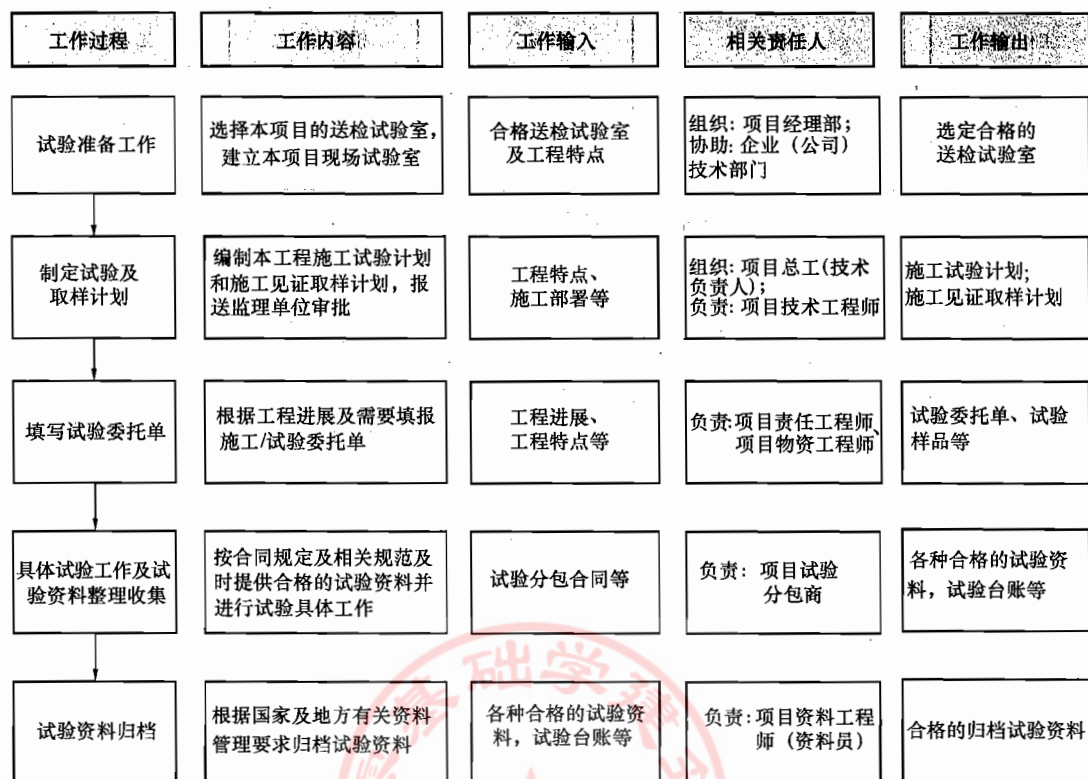 工作过程
工作内容
工作输入
相关责任人
工作输出
试验准备工作
选择本项目的送检试验室，
建立本项目现场试验室
合格送检试验室
及工程特点
组织：项目经理部；
协助：企业（公司）
技术部门
选定合格的
送检试验室
制定试验及
取样计划
编制本工程施工试验计划
和施工见证取样计划，报
送监理单位审批
工程特点、
施工部署等
组织：项目总工(技术
负责人)；
负责：项目技术工程师
施工试验计划；
施工见证取样计划
填写试验委托单
根据工程进展及需要填报
施工/试验委托单
工程进展、
工程特点等
负责：项目责任工程师、
项目物资工程师
试验委托单、试验
样品等
具体试验工作及试
验资料整理收集
按合同规定及相关规范及
时提供合格的试验资料并
进行试验具体工作
试验分包合同等
负责：项目试验
分包商
各种合格的试验资
料，试验台账等
试验资料归档
根据国家及地方有关资料
管理要求归档试验资料
各种合格的试验资
料，试验台账等
负责：项目资料工程
师（资料员）
合格的归档试验资料
基础学建